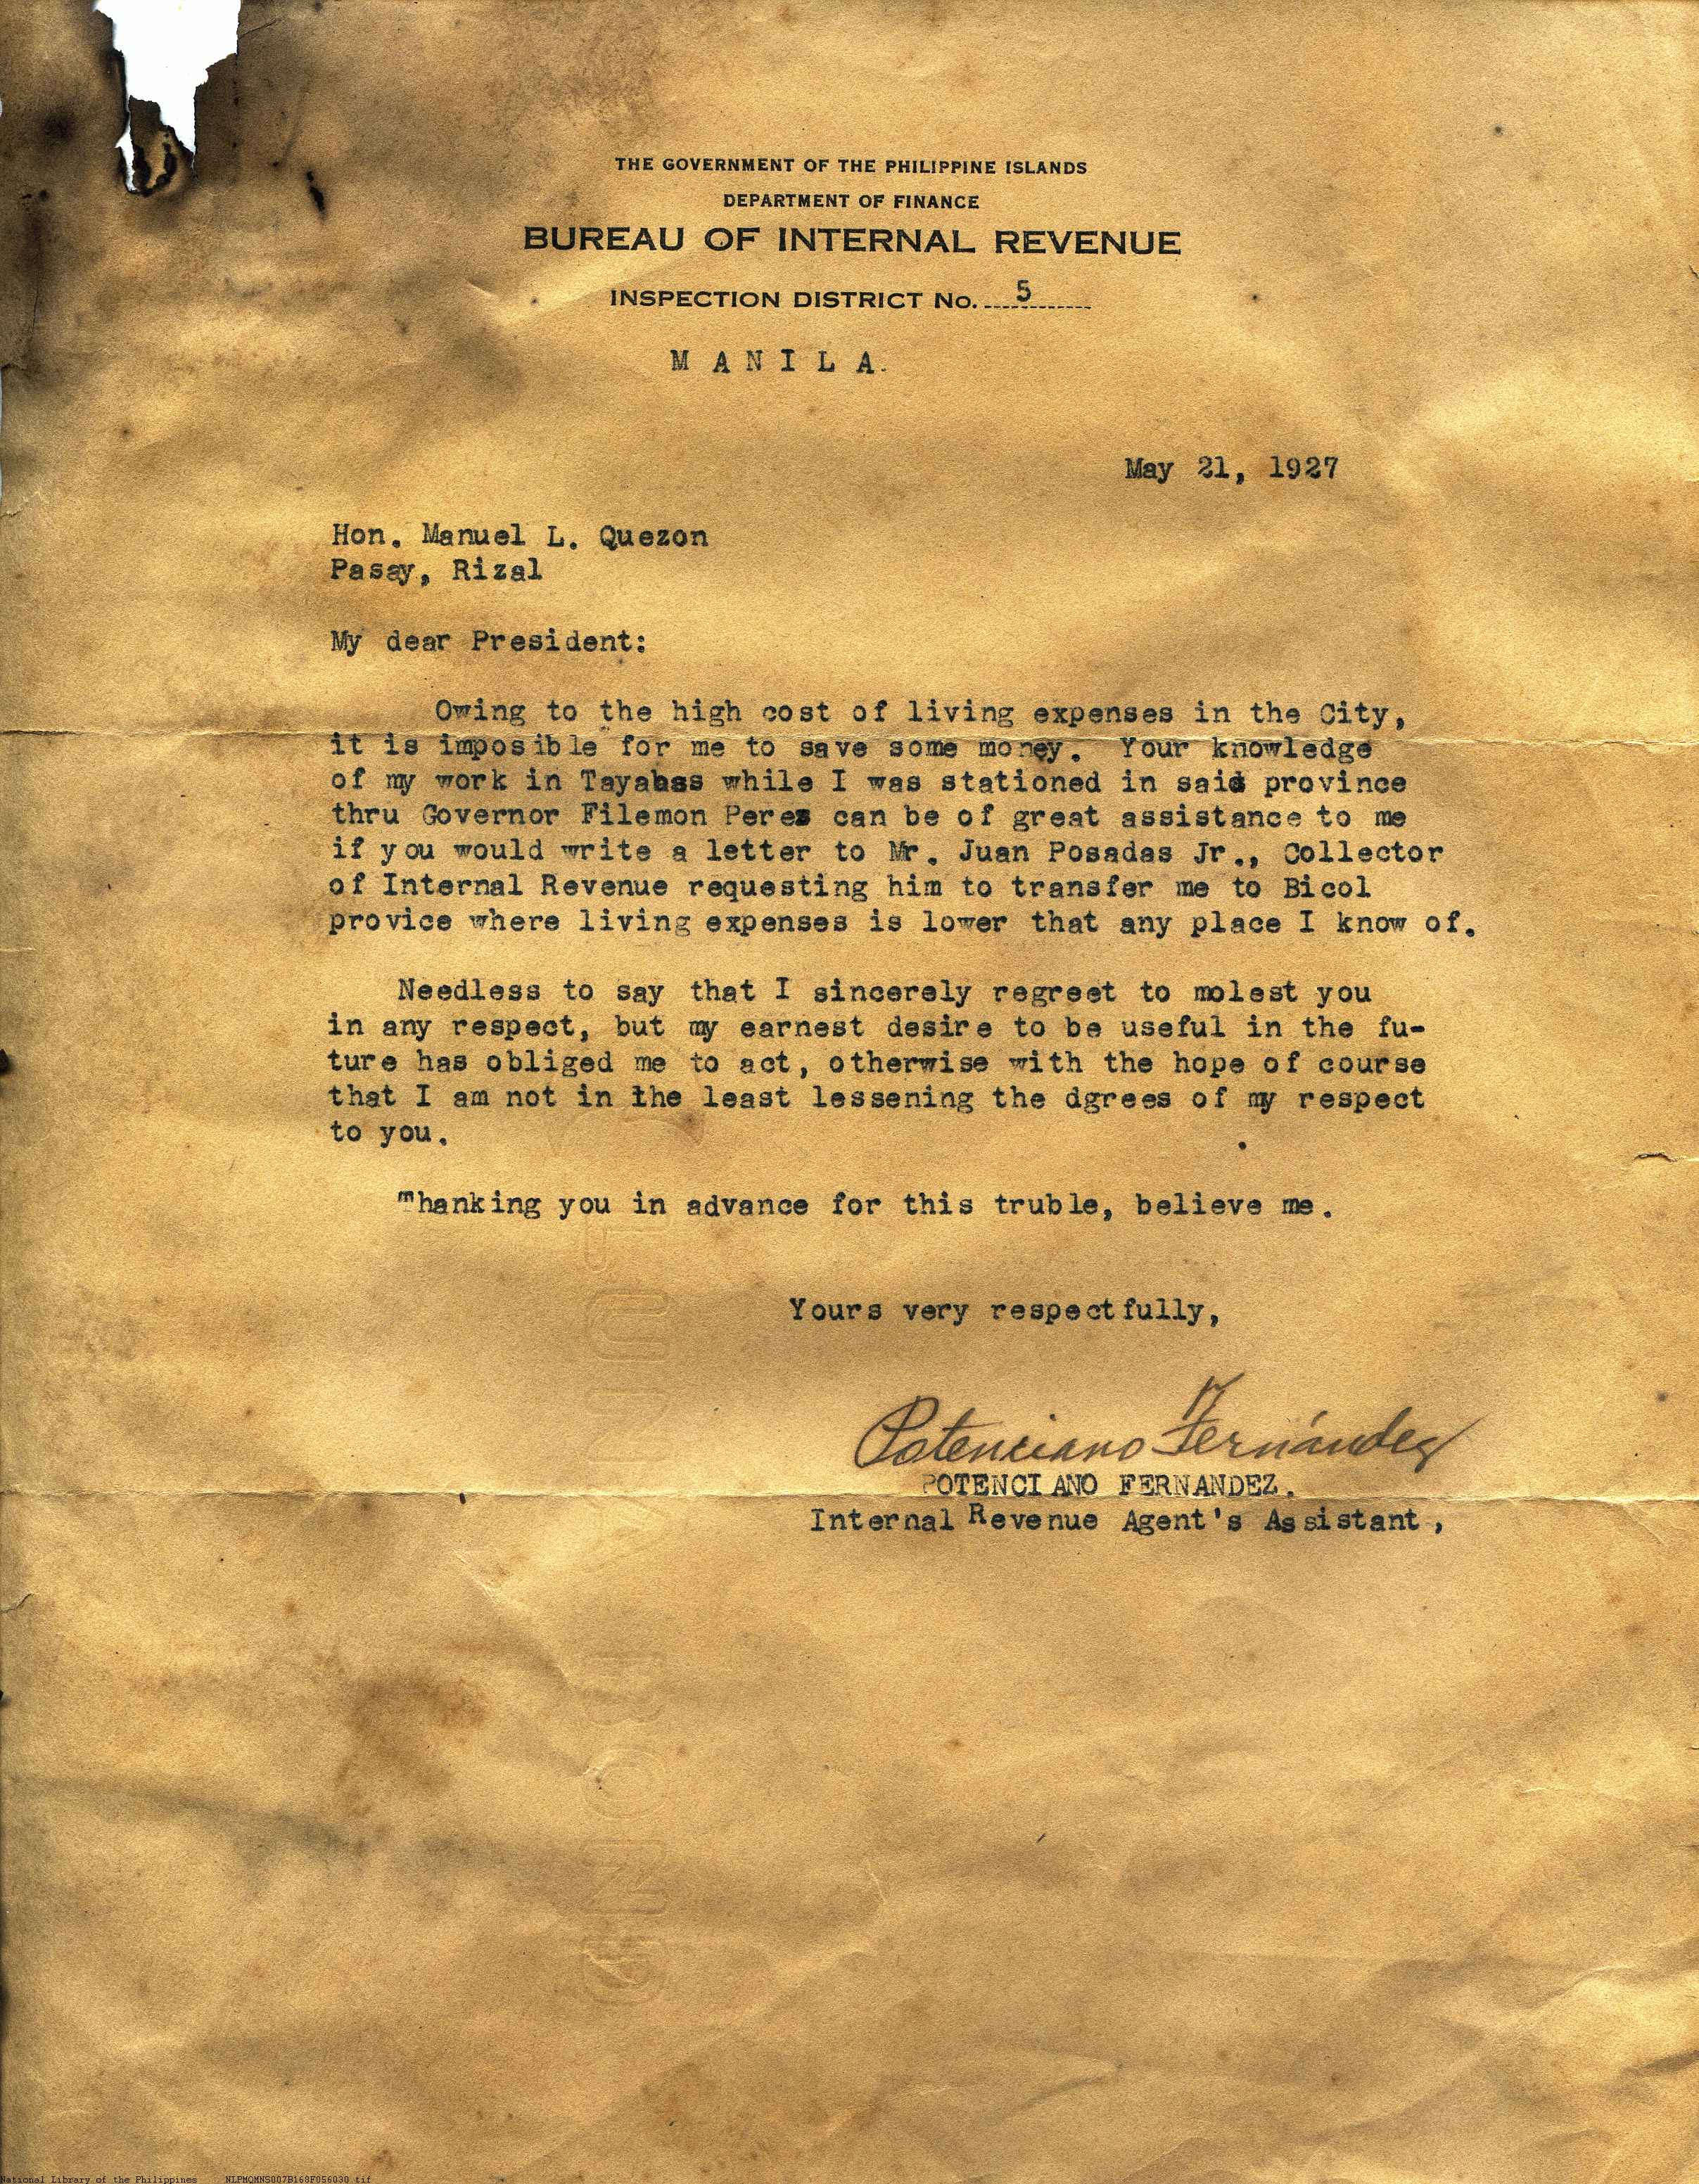 THE GOVERNMENT OF THE PHILIPPINE ISLANDS
DEPARTMENT OF FINANCE
BUREAU OF INTERNAL REVENUE
INSPECTION DISTRICT No. 5
M A N I L A.
May 21, 1927
Hon. Manuel L. Quezon
Pasay, Rizal
My dear President:
Owing to the high cost of living expenses in the City,
it is imposible for me to save some money. Your knowledge
of my work in Tayabas while I was stationed in said province
thru Governor Filemon Perez can be of great assistance to me
if you would write a letter to Mr. Juan Posadas Jr., Collector
of Internal Revenue requesting him to transfer me to Bicol
provice where living expenses is lower that any place I know of.
Needless to say that I sincerely regreet to molest you
in any respect, but my earnest desire to be useful in the fu-
ture has obliged me to act, otherwise with the hope of course
that I am not in the least lessening the dgrees of my respect
to you.
Thanking you in advance for this truble, believe me.
Yours very respectfully,
Potenciano Fernández
POTENCIANO FERNANDEZ.
Internal Revenue Agent's Assistant,
National Library of the Philippines NLPMQMNS007B168F056030.tif